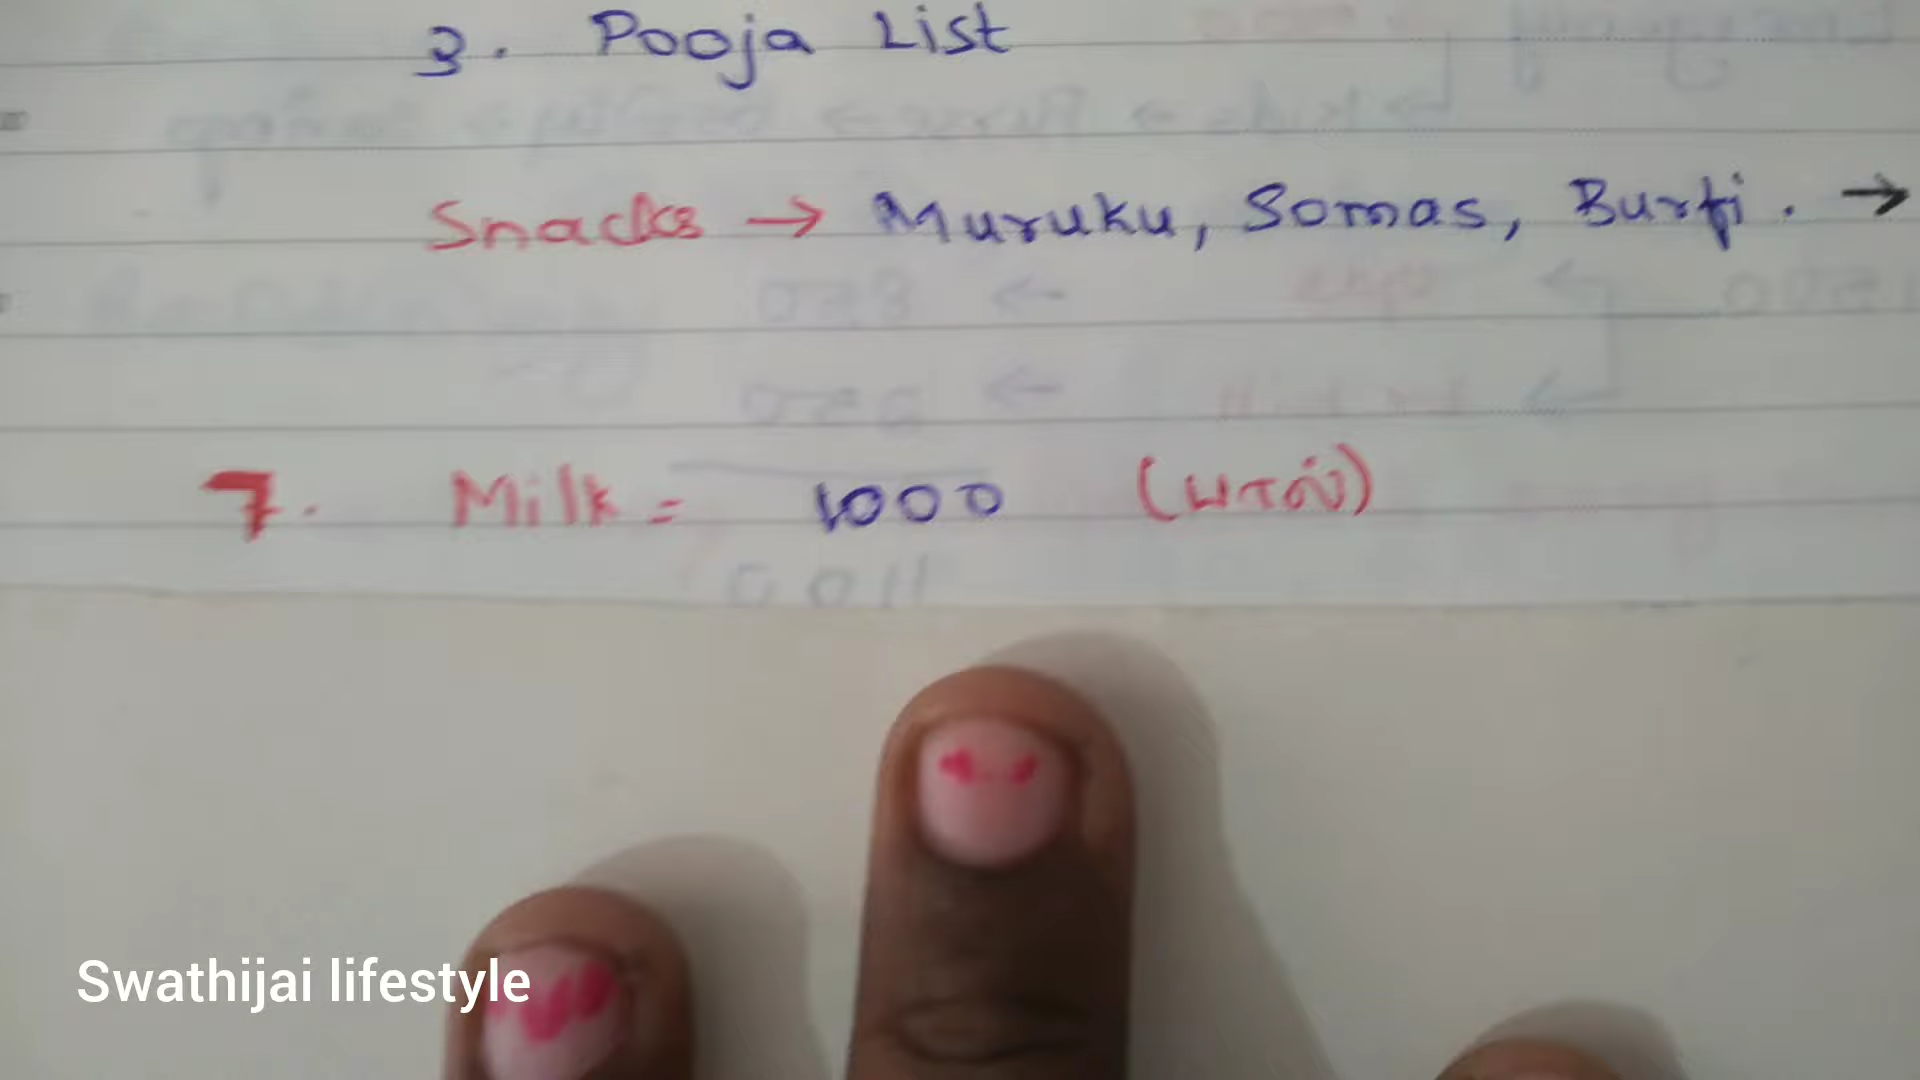 3. Pooja List
Snacks → Muruku, Somas, Burfi. →
7. Milk = 1000 (பால்)
Swathijai lifestyle